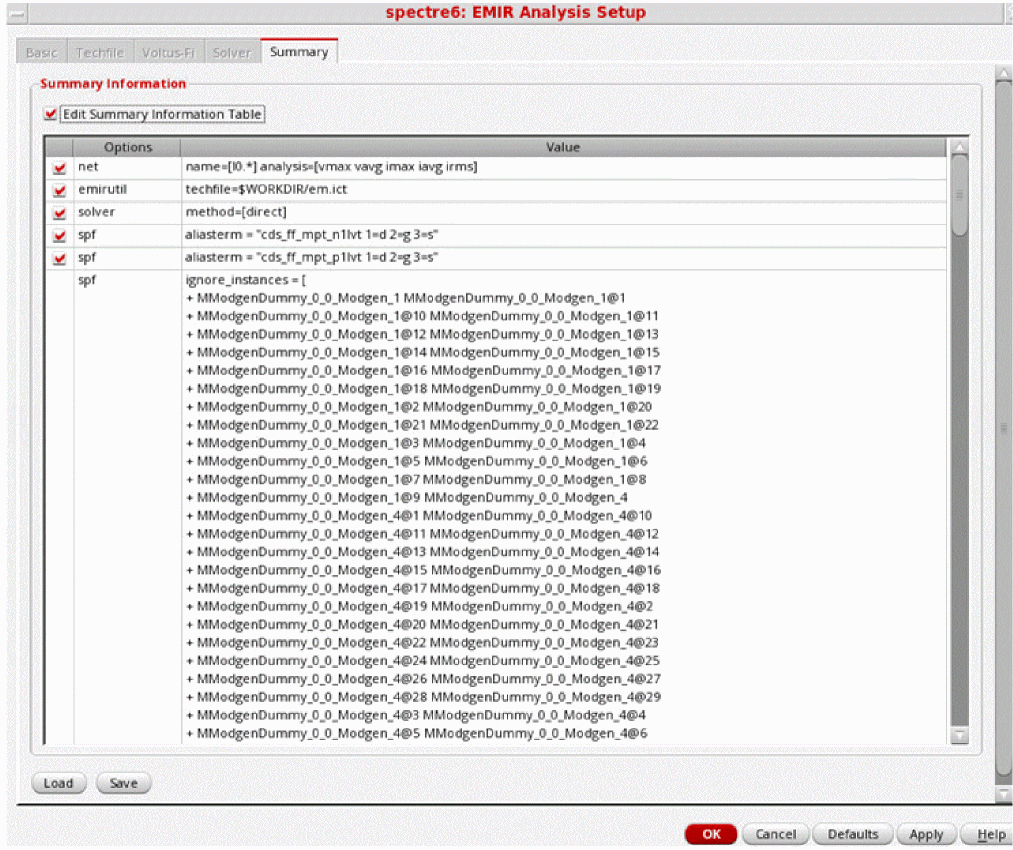 spectre6: EMIR Analysis Setup
Basic Techfile Voltus-Fi Solver Summary
Summary Information
Edit Summary Information Table
Options Value
net name=[I0.*] analysis=[vmax vavg imax iavg irms]
emirutil techfile=$WORKDIR/em.ict
solver method=[direct]
spf aliasterm = "cds_ff_mpt_n1lvt 1=d 2=g 3=s"
spf aliasterm = "cds_ff_mpt_p1lvt 1=d 2=g 3=s"
spf ignore_instances = [
+ MModgenDummy_0_0_Modgen_1 MModgenDummy_0_0_Modgen_1@1
+ MModgenDummy_0_0_Modgen_1@10 MModgenDummy_0_0_Modgen_1@11
+ MModgenDummy_0_0_Modgen_1@12 MModgenDummy_0_0_Modgen_1@13
+ MModgenDummy_0_0_Modgen_1@14 MModgenDummy_0_0_Modgen_1@15
+ MModgenDummy_0_0_Modgen_1@16 MModgenDummy_0_0_Modgen_1@17
+ MModgenDummy_0_0_Modgen_1@18 MModgenDummy_0_0_Modgen_1@19
+ MModgenDummy_0_0_Modgen_1@2 MModgenDummy_0_0_Modgen_1@20
+ MModgenDummy_0_0_Modgen_1@21 MModgenDummy_0_0_Modgen_1@22
+ MModgenDummy_0_0_Modgen_1@3 MModgenDummy_0_0_Modgen_1@4
+ MModgenDummy_0_0_Modgen_1@5 MModgenDummy_0_0_Modgen_1@6
+ MModgenDummy_0_0_Modgen_1@7 MModgenDummy_0_0_Modgen_1@8
+ MModgenDummy_0_0_Modgen_1@9 MModgenDummy_0_0_Modgen_4
+ MModgenDummy_0_0_Modgen_4@1 MModgenDummy_0_0_Modgen_4@10
+ MModgenDummy_0_0_Modgen_4@11 MModgenDummy_0_0_Modgen_4@12
+ MModgenDummy_0_0_Modgen_4@13 MModgenDummy_0_0_Modgen_4@14
+ MModgenDummy_0_0_Modgen_4@15 MModgenDummy_0_0_Modgen_4@16
+ MModgenDummy_0_0_Modgen_4@17 MModgenDummy_0_0_Modgen_4@18
+ MModgenDummy_0_0_Modgen_4@19 MModgenDummy_0_0_Modgen_4@2
+ MModgenDummy_0_0_Modgen_4@20 MModgenDummy_0_0_Modgen_4@21
+ MModgenDummy_0_0_Modgen_4@22 MModgenDummy_0_0_Modgen_4@23
+ MModgenDummy_0_0_Modgen_4@24 MModgenDummy_0_0_Modgen_4@25
+ MModgenDummy_0_0_Modgen_4@26 MModgenDummy_0_0_Modgen_4@27
+ MModgenDummy_0_0_Modgen_4@28 MModgenDummy_0_0_Modgen_4@29
+ MModgenDummy_0_0_Modgen_4@3 MModgenDummy_0_0_Modgen_4@4
+ MModgenDummy_0_0_Modgen_4@5 MModgenDummy_0_0_Modgen_4@6
Load Save
OK Cancel Defaults Apply Help